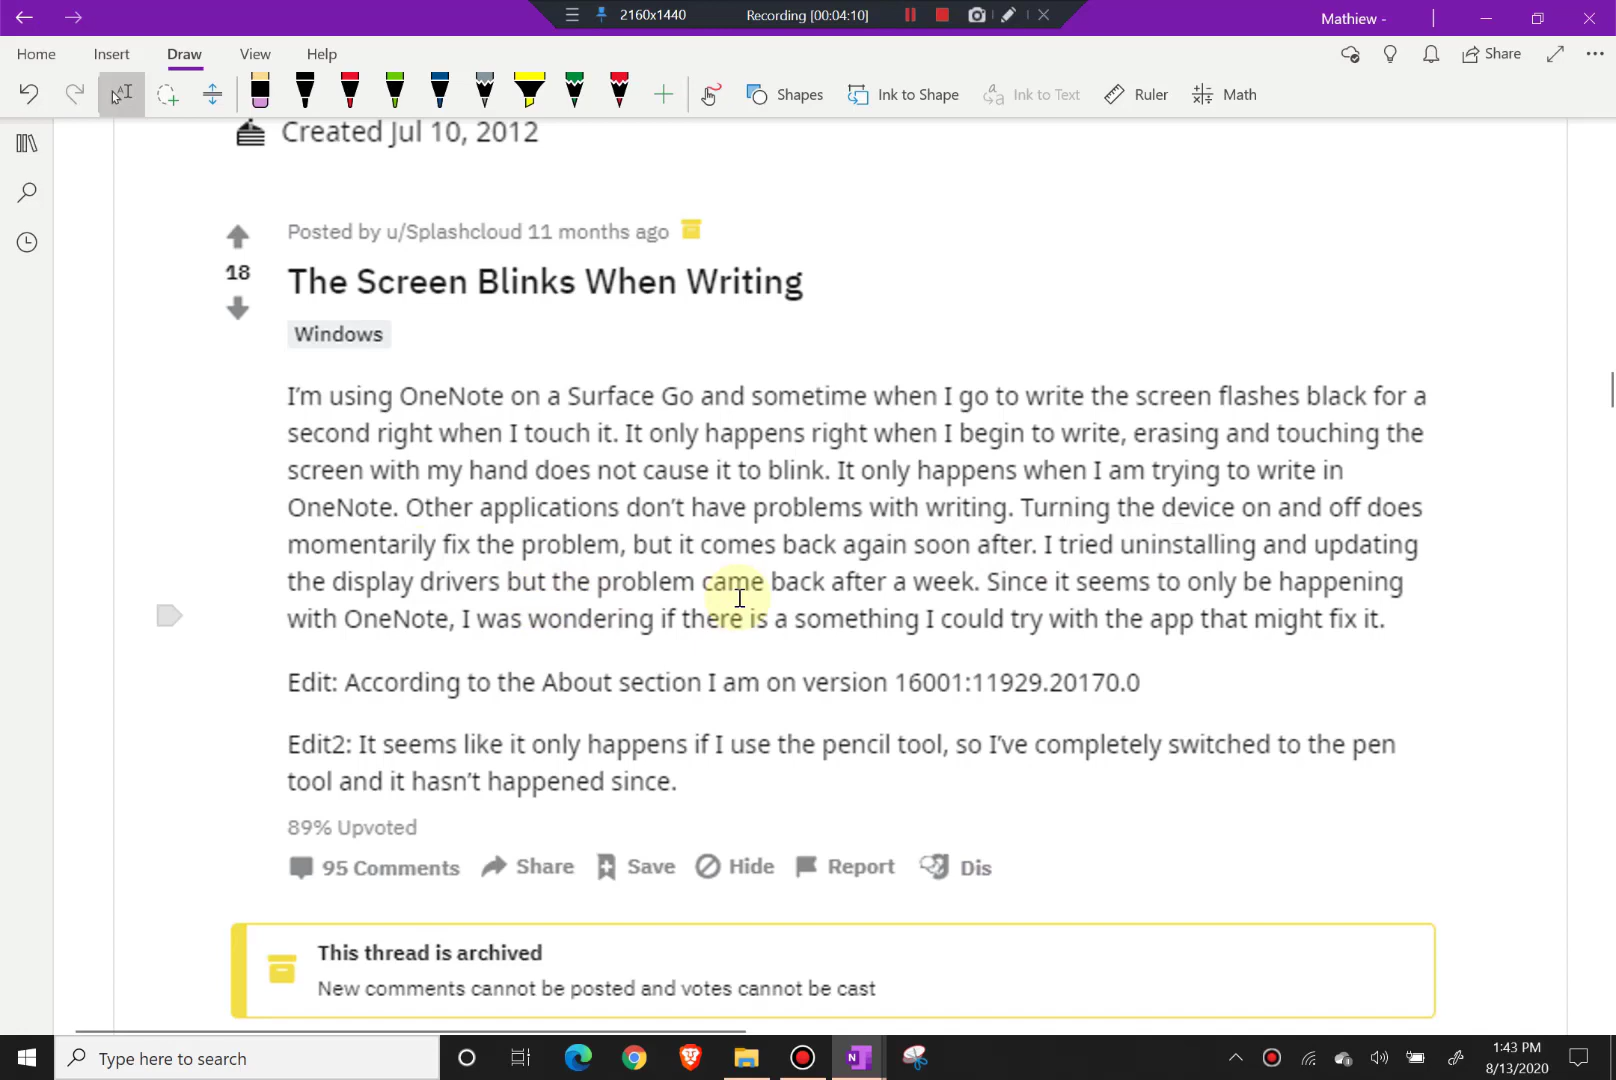 2160x1440
Recording [00:04:10]
Mathiew -
Home
Insert
Draw
View
Help
Share
Shapes
Ink to Shape
Ink to Text
Ruler
Math
Created Jul 10, 2012
Posted by u/Splashcloud 11 months ago
18
The Screen Blinks When Writing
Windows
I'm using OneNote on a Surface Go and sometime when I go to write the screen flashes black for a
second right when I touch it. It only happens right when I begin to write, erasing and touching the
screen with my hand does not cause it to blink. It only happens when I am trying to write in
OneNote. Other applications don't have problems with writing. Turning the device on and off does
momentarily fix the problem, but it comes back again soon after. I tried uninstalling and updating
the display drivers but the problem came back after a week. Since it seems to only be happening
with OneNote, I was wondering if there is a something I could try with the app that might fix it.
Edit: According to the About section I am on version 16001:11929.20170.0
Edit2: It seems like it only happens if I use the pencil tool, so I've completely switched to the pen
tool and it hasn't happened since.
89% Upvoted
95 Comments
Share
Save
Hide
Report
Dis
This thread is archived
New comments cannot be posted and votes cannot be cast
Type here to search
1:43 PM
8/13/2020